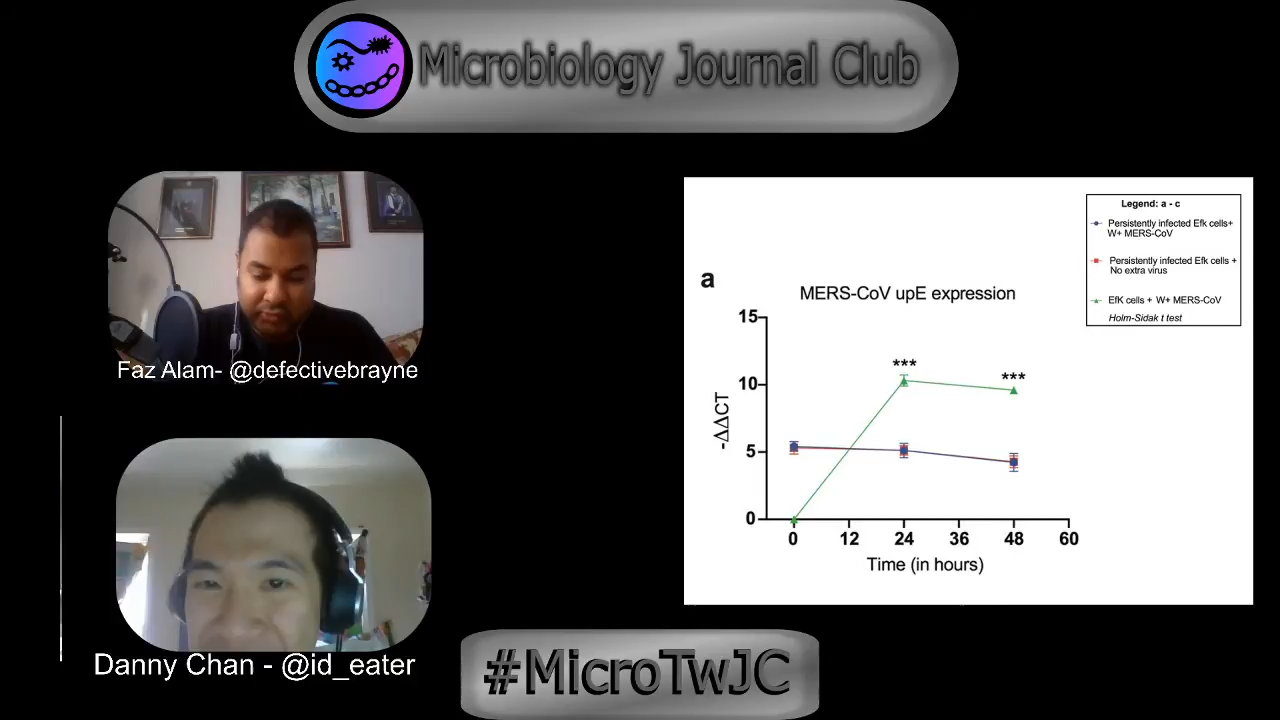 Microbiology Journal Club
Faz Alam- @defectivebrayne
Danny Chan - @id_eater
#MicroTwJC
Legend: a - c
Persistently infected Efk cells+
W+ MERS-CoV
Persistently infected Efk cells +
No extra virus
EfK cells + W+ MERS-CoV
Holm-Sidak t test
a
MERS-CoV upE expression
15
10
5
0
-ΔΔCT
***
***
0 12 24 36 48 60
Time (in hours)